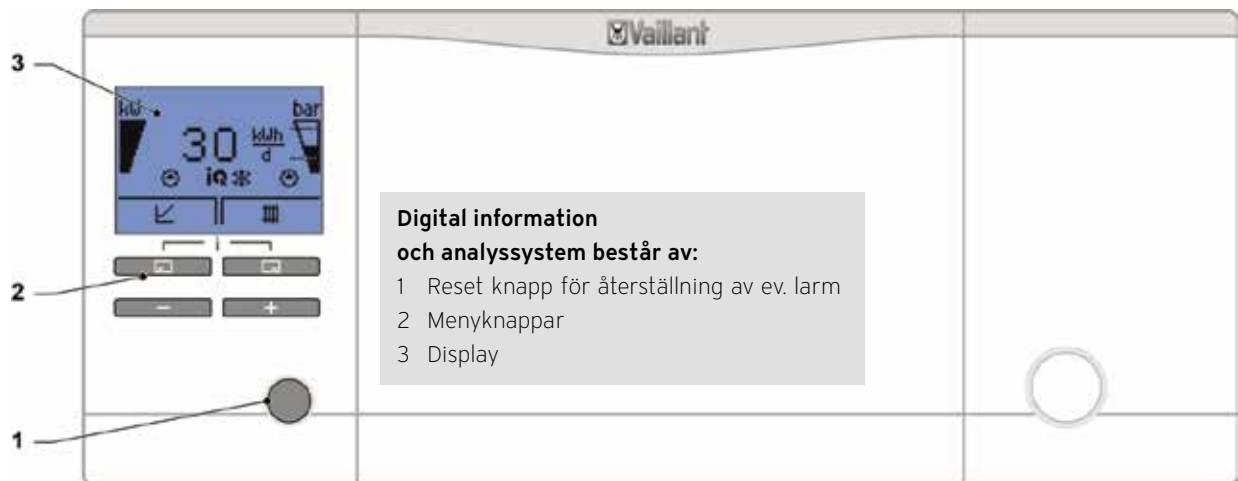 Vaillant
3
kW
bar
30 kWh/d
iQ
2
− +
Digital information
och analyssystem består av:
1 Reset knapp för återställning av ev. larm
2 Menyknappar
3 Display
1